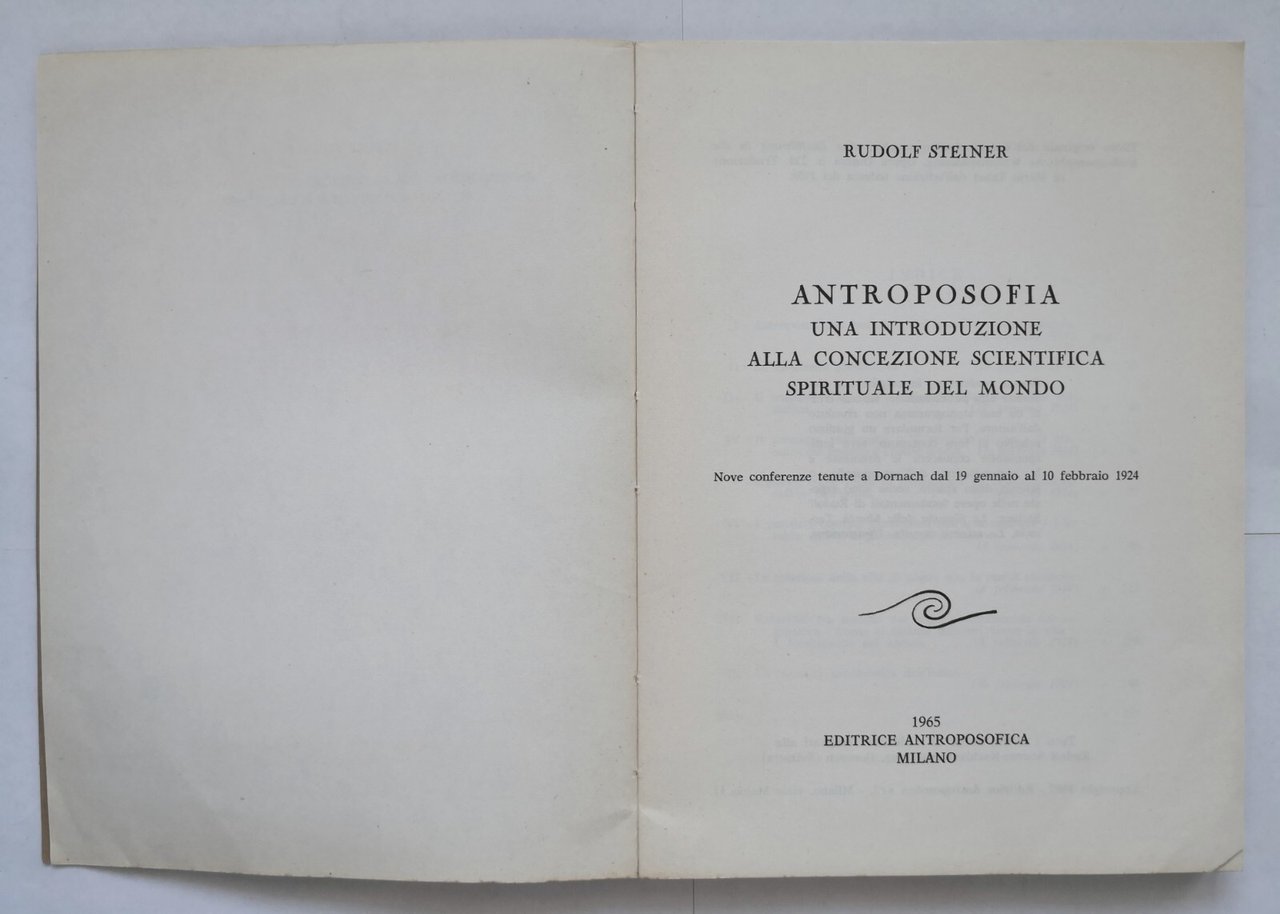 RUDOLF STEINER
ANTROPOSOFIA
UNA INTRODUZIONE
ALLA CONCEZIONE SCIENTIFICA
SPIRITUALE DEL MONDO
Nove conferenze tenute a Dornach dal 19 gennaio al 10 febbraio 1924
1965
EDITRICE ANTROPOSOFICA
MILANO